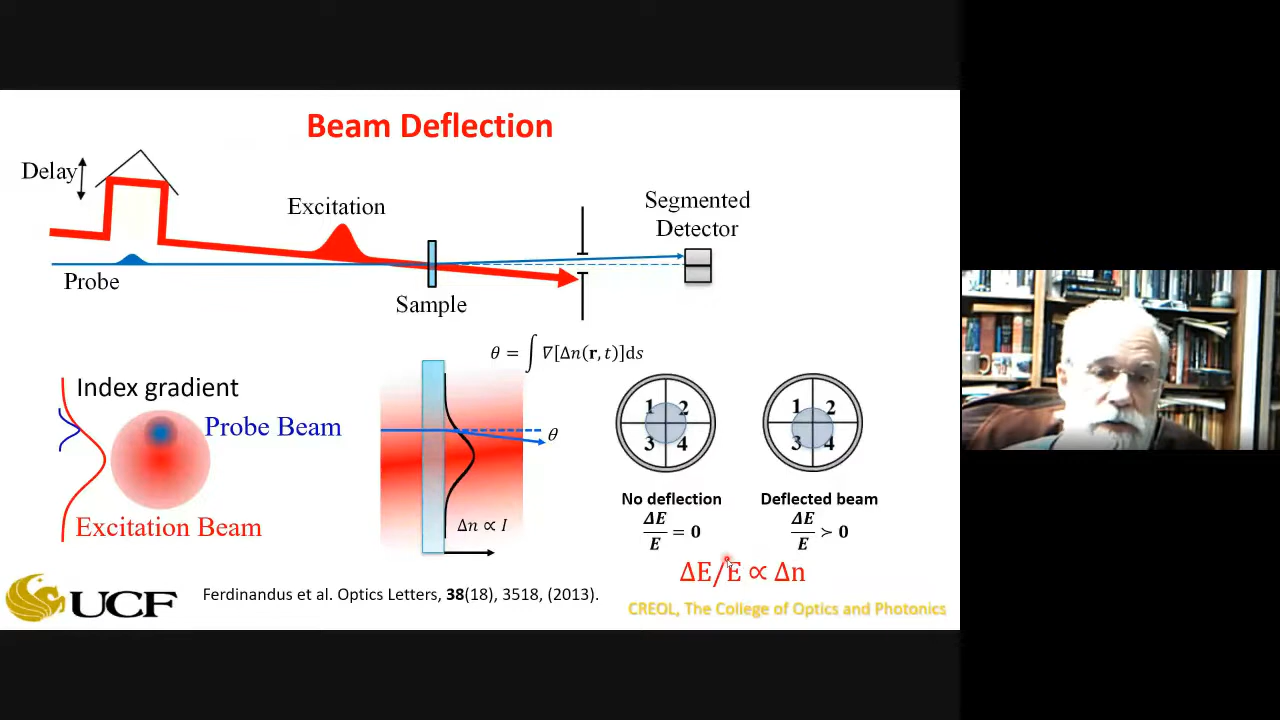 Beam Deflection
Delay
Excitation
Segmented
Detector
Probe
Sample
θ = ∫ ∇[Δn(r, t)]ds
Index gradient
Probe Beam
Excitation Beam
θ
Δn ∝ I
1 2
3 4
1 2
3 4
No deflection
ΔE/E = 0
Deflected beam
ΔE/E > 0
ΔE/E ∝ Δn
UCF
Ferdinandus et al. Optics Letters, 38(18), 3518, (2013).
CREOL, The College of Optics and Photonics